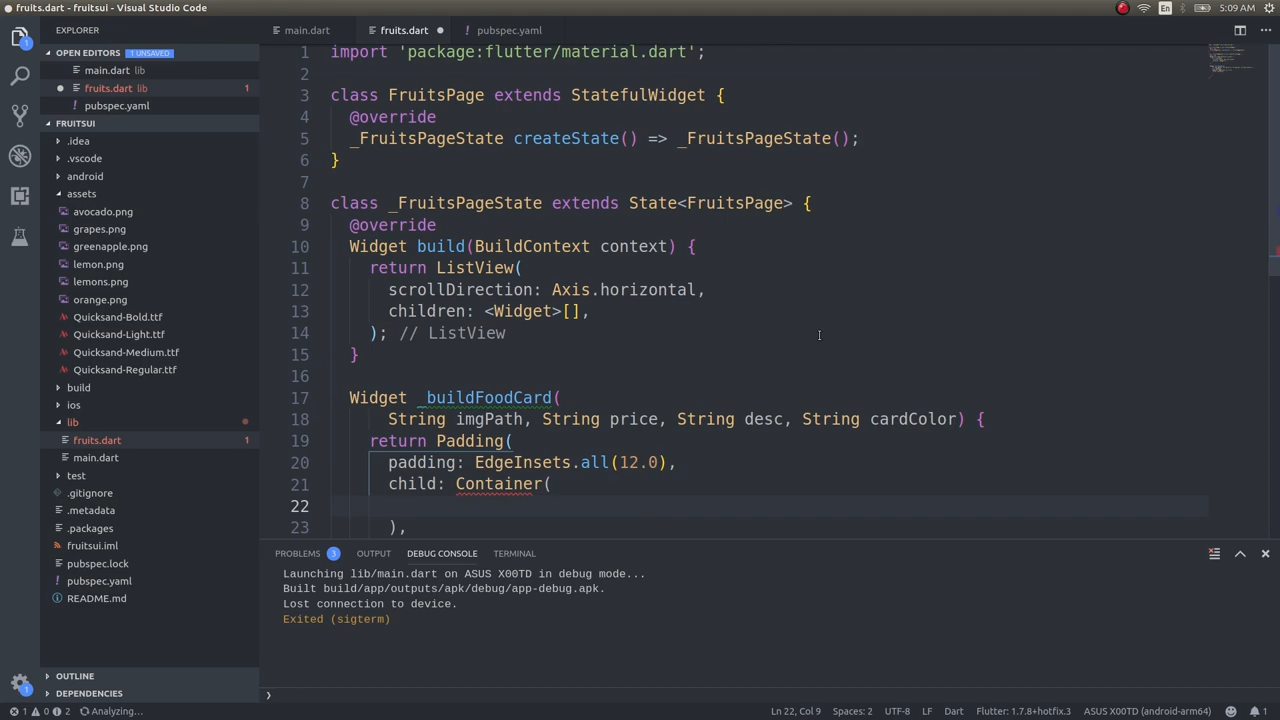 fruits.dart - fruitsui - Visual Studio Code
En
5:09 AM
EXPLORER
OPEN EDITORS 1 UNSAVED
main.dart lib
fruits.dart lib 1
pubspec.yaml
FRUITSUI
.idea
.vscode
android
assets
avocado.png
grapes.png
greenapple.png
lemon.png
lemons.png
orange.png
Quicksand-Bold.ttf
Quicksand-Light.ttf
Quicksand-Medium.ttf
Quicksand-Regular.ttf
build
ios
lib
fruits.dart 1
main.dart
test
.gitignore
.metadata
.packages
fruitsui.iml
pubspec.lock
pubspec.yaml
README.md
OUTLINE
DEPENDENCIES
1
1
main.dart
fruits.dart
pubspec.yaml
1 import 'package:flutter/material.dart';
2
3 class FruitsPage extends StatefulWidget {
4 @override
5 _FruitsPageState createState() => _FruitsPageState();
6 }
7
8 class _FruitsPageState extends State<FruitsPage> {
9 @override
10 Widget build(BuildContext context) {
11 return ListView(
12 scrollDirection: Axis.horizontal,
13 children: <Widget>[],
14 ); // ListView
15 }
16
17 Widget _buildFoodCard(
18 String imgPath, String price, String desc, String cardColor) {
19 return Padding(
20 padding: EdgeInsets.all(12.0),
21 child: Container(
22
23 ),
PROBLEMS 3 OUTPUT DEBUG CONSOLE TERMINAL
Launching lib/main.dart on ASUS X00TD in debug mode...
Built build/app/outputs/apk/debug/app-debug.apk.
Lost connection to device.
Exited (sigterm)
1 0 2 Analyzing...
Ln 22, Col 9 Spaces: 2 UTF-8 LF Dart Flutter: 1.7.8+hotfix.3 ASUS X00TD (android-arm64) 1